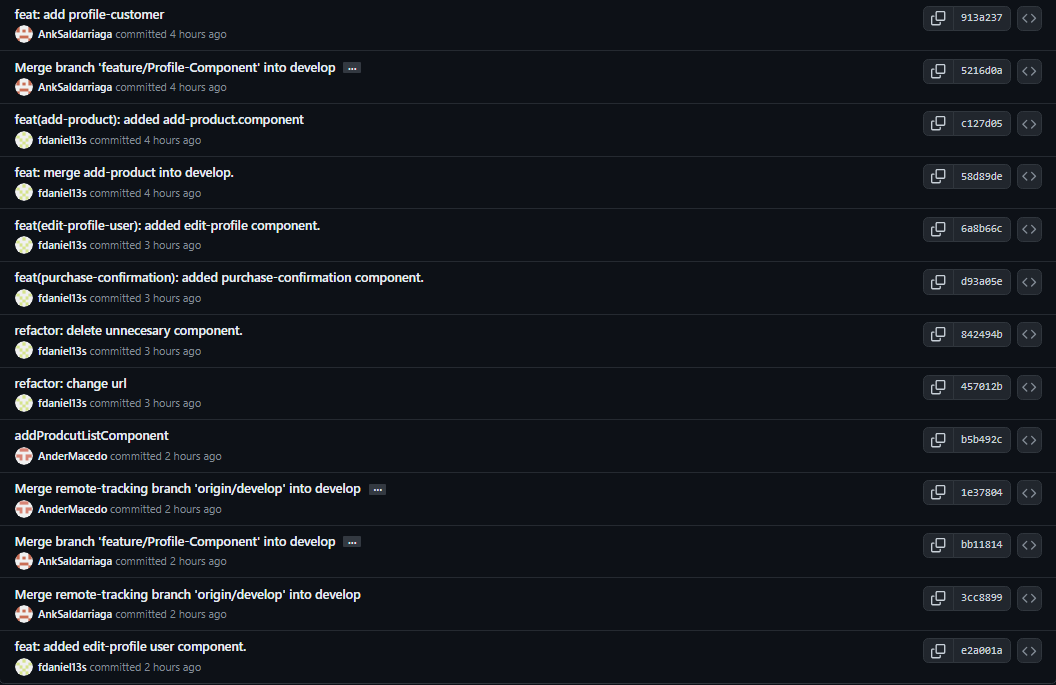 feat: add profile-customer
913a237
AnkSaldarriaga committed 4 hours ago
Merge branch 'feature/Profile-Component' into develop ...
5216d0a
AnkSaldarriaga committed 4 hours ago
feat(add-product): added add-product.component
c127d05
fdaniel13s committed 4 hours ago
feat: merge add-product into develop.
58d89de
fdaniel13s committed 4 hours ago
feat(edit-profile-user): added edit-profile component.
6a8b66c
fdaniel13s committed 3 hours ago
feat(purchase-confirmation): added purchase-confirmation component.
d93a05e
fdaniel13s committed 3 hours ago
refactor: delete unnecesary component.
842494b
fdaniel13s committed 3 hours ago
refactor: change url
457012b
fdaniel13s committed 3 hours ago
addProdcutListComponent
b5b492c
AnderMacedo committed 2 hours ago
Merge remote-tracking branch 'origin/develop' into develop ...
1e37804
AnderMacedo committed 2 hours ago
Merge branch 'feature/Profile-Component' into develop ...
bb11814
AnkSaldarriaga committed 2 hours ago
Merge remote-tracking branch 'origin/develop' into develop
3cc8899
AnkSaldarriaga committed 2 hours ago
feat: added edit-profile user component.
e2a001a
fdaniel13s committed 2 hours ago